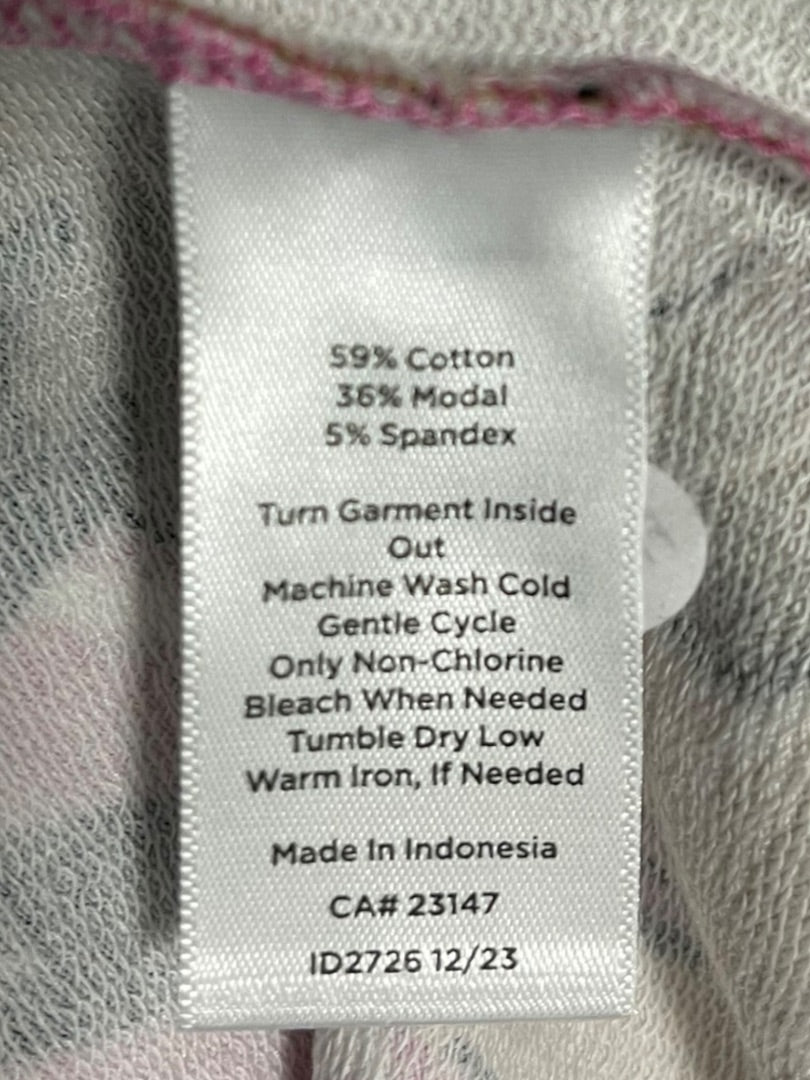 59% Cotton
36% Modal
5% Spandex
Turn Garment Inside
Out
Machine Wash Cold
Gentle Cycle
Only Non-Chlorine
Bleach When Needed
Tumble Dry Low
Warm Iron, If Needed
Made In Indonesia
CA# 23147
ID2726 12/23